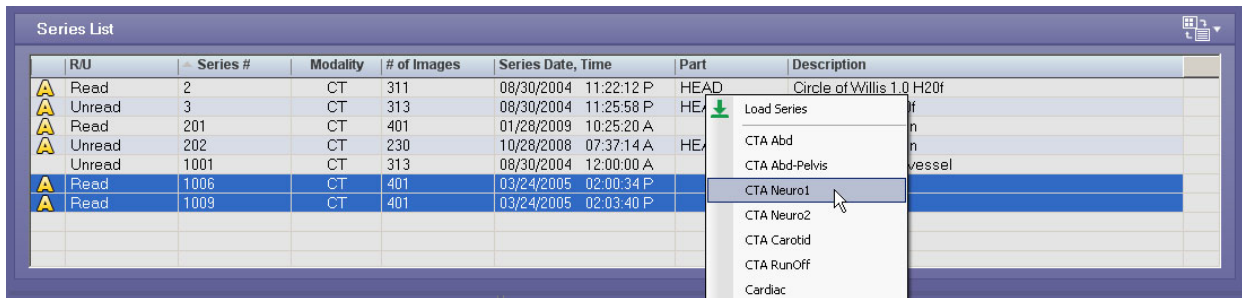 Series List
R/U Series # Modality # of Images Series Date, Time Part Description
A Read 2 CT 311 08/30/2004 11:22:12 P HEAD Circle of Willis 1.0 H20f
A Unread 3 CT 313 08/30/2004 11:25:58 P
A Read 201 CT 401 01/28/2009 10:25:20 A
A Unread 202 CT 230 10/28/2008 07:37:14 A
Unread 1001 CT 313 08/30/2004 12:00:00 A vessel
A Read 1006 CT 401 03/24/2005 02:00:34 P
A Read 1009 CT 401 03/24/2005 02:03:40 P
Load Series
CTA Abd
CTA Abd-Pelvis
CTA Neuro1
CTA Neuro2
CTA Carotid
CTA RunOff
Cardiac